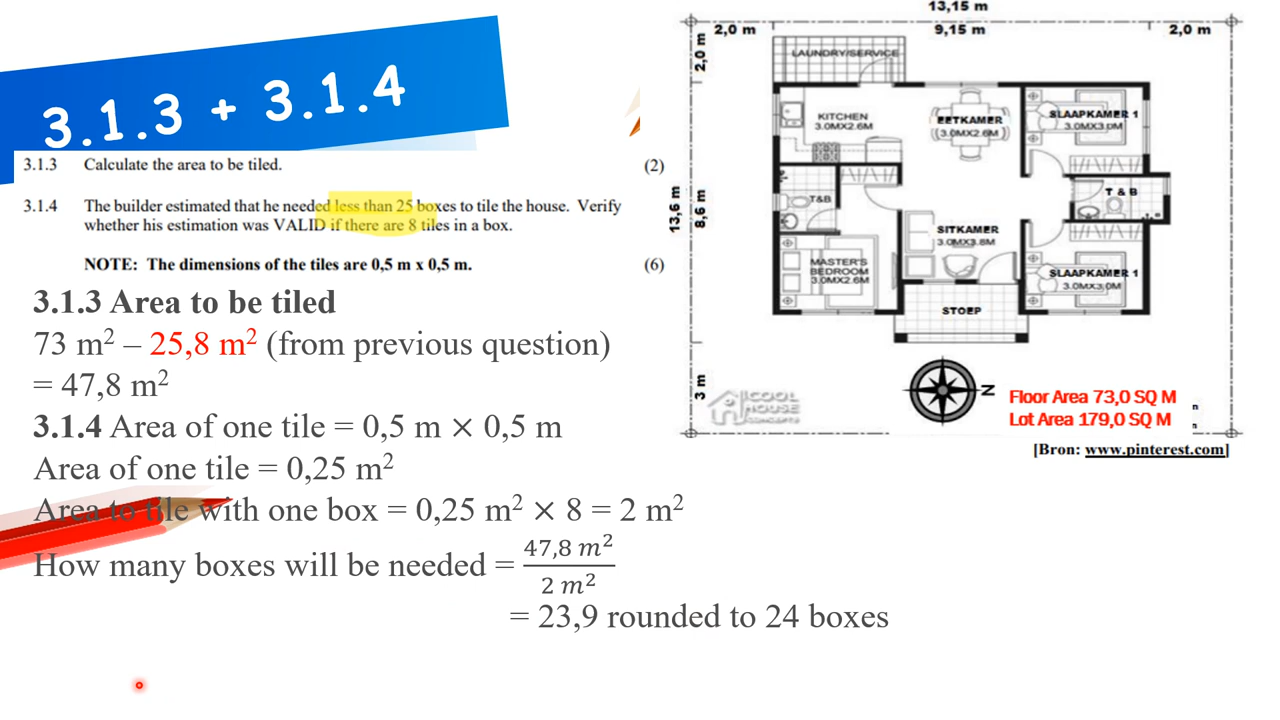 3.1.3 + 3.1.4
3.1.3 Calculate the area to be tiled. (2)
3.1.4 The builder estimated that he needed less than 25 boxes to tile the house. Verify
whether his estimation was VALID if there are 8 tiles in a box.
NOTE: The dimensions of the tiles are 0,5 m x 0,5 m. (6)
3.1.3 Area to be tiled
73 m² – 25,8 m² (from previous question)
= 47,8 m²
3.1.4 Area of one tile = 0,5 m × 0,5 m
Area of one tile = 0,25 m²
Area to tile with one box = 0,25 m² × 8 = 2 m²
How many boxes will be needed = 47,8 m² / 2 m²
= 23,9 rounded to 24 boxes
13,15 m
2,0 m 9,15 m 2,0 m
2,0 m
13,6 m
8,6 m
3 m
LAUNDRY/SERVICE
KITCHEN
3.0MX2.6M
EETKAMER
(3.0MX2.6M)
SLAAPKAMER 1
3.0MX3.0M
T&B
T & B
SITKAMER
3.0MX3.8M
MASTER'S
BEDROOM
3.0MX2.6M
SLAAPKAMER 1
3.0MX3.0M
STOEP
N
COOL
HOUSE
CONCEPTS
Floor Area 73,0 SQ M
Lot Area 179,0 SQ M
[Bron: www.pinterest.com]